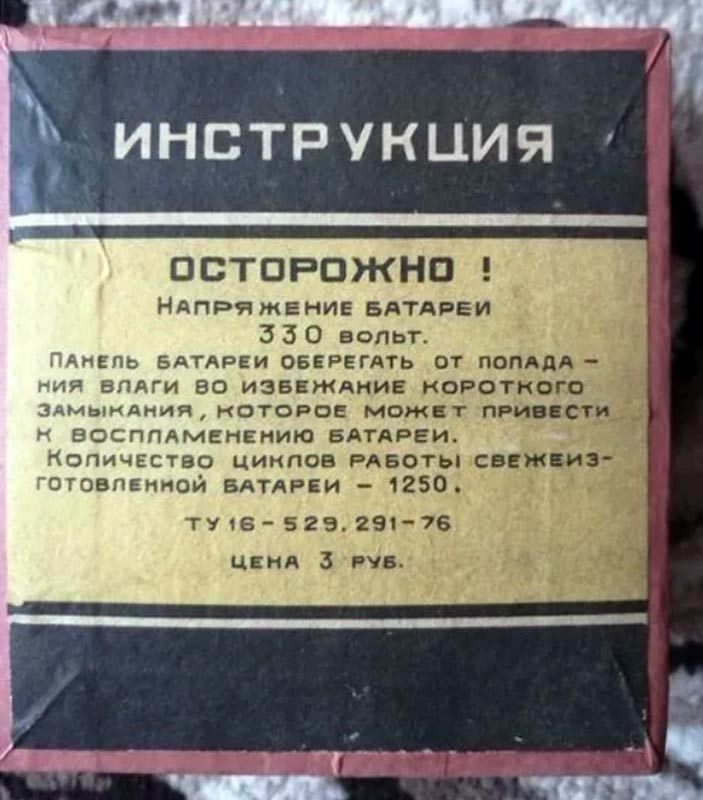 ИНСТРУКЦИЯ
ОСТОРОЖНО !
НАПРЯЖЕНИЕ БАТАРЕИ
330 ВОЛЬТ.
ПАНЕЛЬ БАТАРЕИ ОБЕРЕГАТЬ ОТ ПОПАДА-
НИЯ ВЛАГИ ВО ИЗБЕЖАНИЕ КОРОТКОГО
ЗАМЫКАНИЯ, КОТОРОЕ МОЖЕТ ПРИВЕСТИ
К ВОСПЛАМЕНЕНИЮ БАТАРЕИ.
КОЛИЧЕСТВО ЦИКЛОВ РАБОТЫ СВЕЖЕИЗ-
ГОТОВЛЕННОЙ БАТАРЕИ – 1250.
ТУ 16-529.291-76
ЦЕНА 3 РУБ.